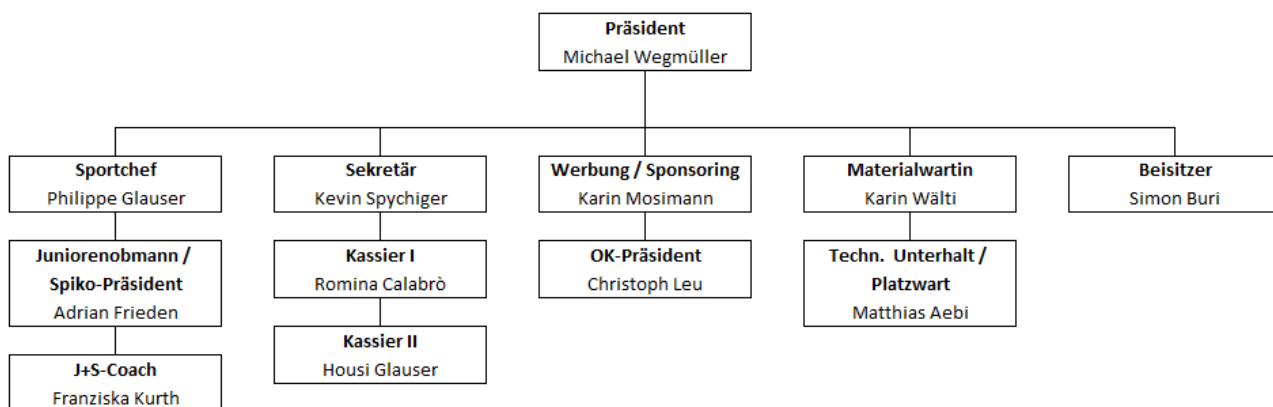 Präsident
Michael Wegmüller
Sportchef
Philippe Glauser
Sekretär
Kevin Spychiger
Werbung / Sponsoring
Karin Mosimann
Materialwartin
Karin Wälti
Beisitzer
Simon Buri
Juniorenobmann /
Spiko-Präsident
Adrian Frieden
Kassier I
Romina Calabrò
OK-Präsident
Christoph Leu
Techn. Unterhalt /
Platzwart
Matthias Aebi
Kassier II
Housi Glauser
J+S-Coach
Franziska Kurth